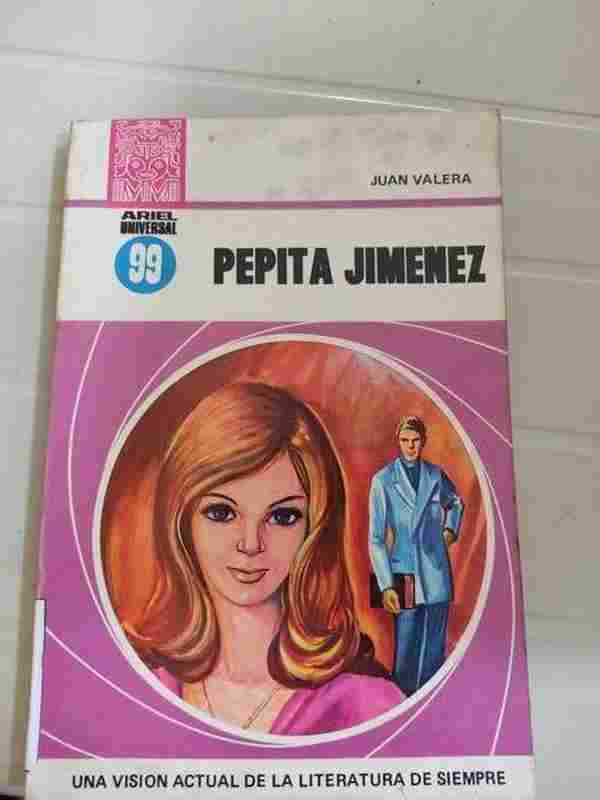 JUAN VALERA
ARIEL
UNIVERSAL
99
PEPITA JIMENEZ
UNA VISION ACTUAL DE LA LITERATURA DE SIEMPRE